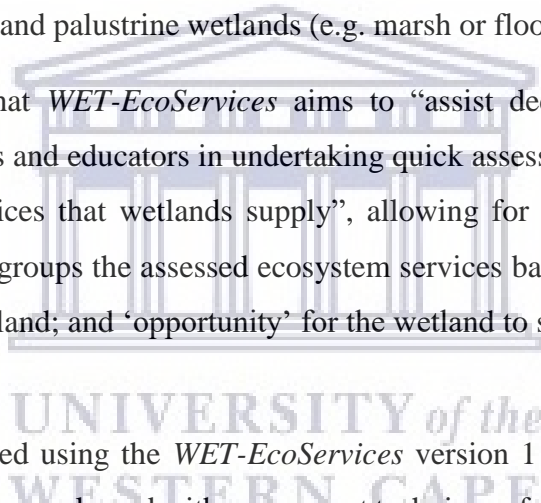 and palustrine wetlands (e.g. marsh or floo
hat WET-EcoServices aims to “assist dec
s and educators in undertaking quick assess
ices that wetlands supply”, allowing for
groups the assessed ecosystem services ba
land; and ‘opportunity’ for the wetland to s
UNIVERSITY of the
ed using the WET-EcoServices version 1
WESTERN CAPE